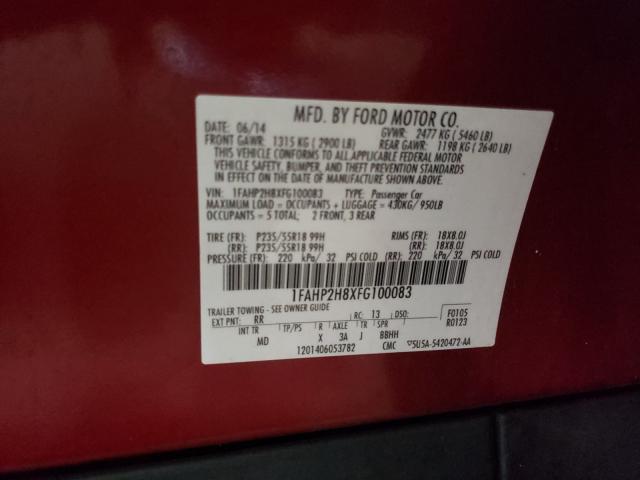 MFD. BY FORD MOTOR CO.
DATE: 06/14 GVWR: 2477 KG ( 5460 LB)
FRONT GAWR: 1315 KG ( 2900 LB) REAR GAWR: 1198 KG ( 2640 LB)
THIS VEHICLE CONFORMS TO ALL APPLICABLE FEDERAL MOTOR
VEHICLE SAFETY, BUMPER, AND THEFT PREVENTION STANDARDS
IN EFFECT ON THE DATE OF MANUFACTURE SHOWN ABOVE.
VIN: 1FAHP2H8XFG100083 TYPE: Passenger Car
MAXIMUM LOAD = OCCUPANTS + LUGGAGE = 430KG/ 950LB
OCCUPANTS = 5 TOTAL: 2 FRONT, 3 REAR
TIRE (FR): P235/55R18 99H RIMS (FR): 18X8.0J
(RR): P235/55R18 99H (RR): 18X8.0J
PRESSURE (FR): 220 kPa/ 32 PSI COLD (RR): 220 kPa/ 32 PSI COLD
1FAHP2H8XFG100083
TRAILER TOWING - SEE OWNER GUIDE
EXT PNT: RR RC: 13 DSO: F0105
R0123
INT TR TP/PS R AXLE TR SPR
MD X 3A J BBHH
1201406053782 CMC ▽5U5A-5420472-AA